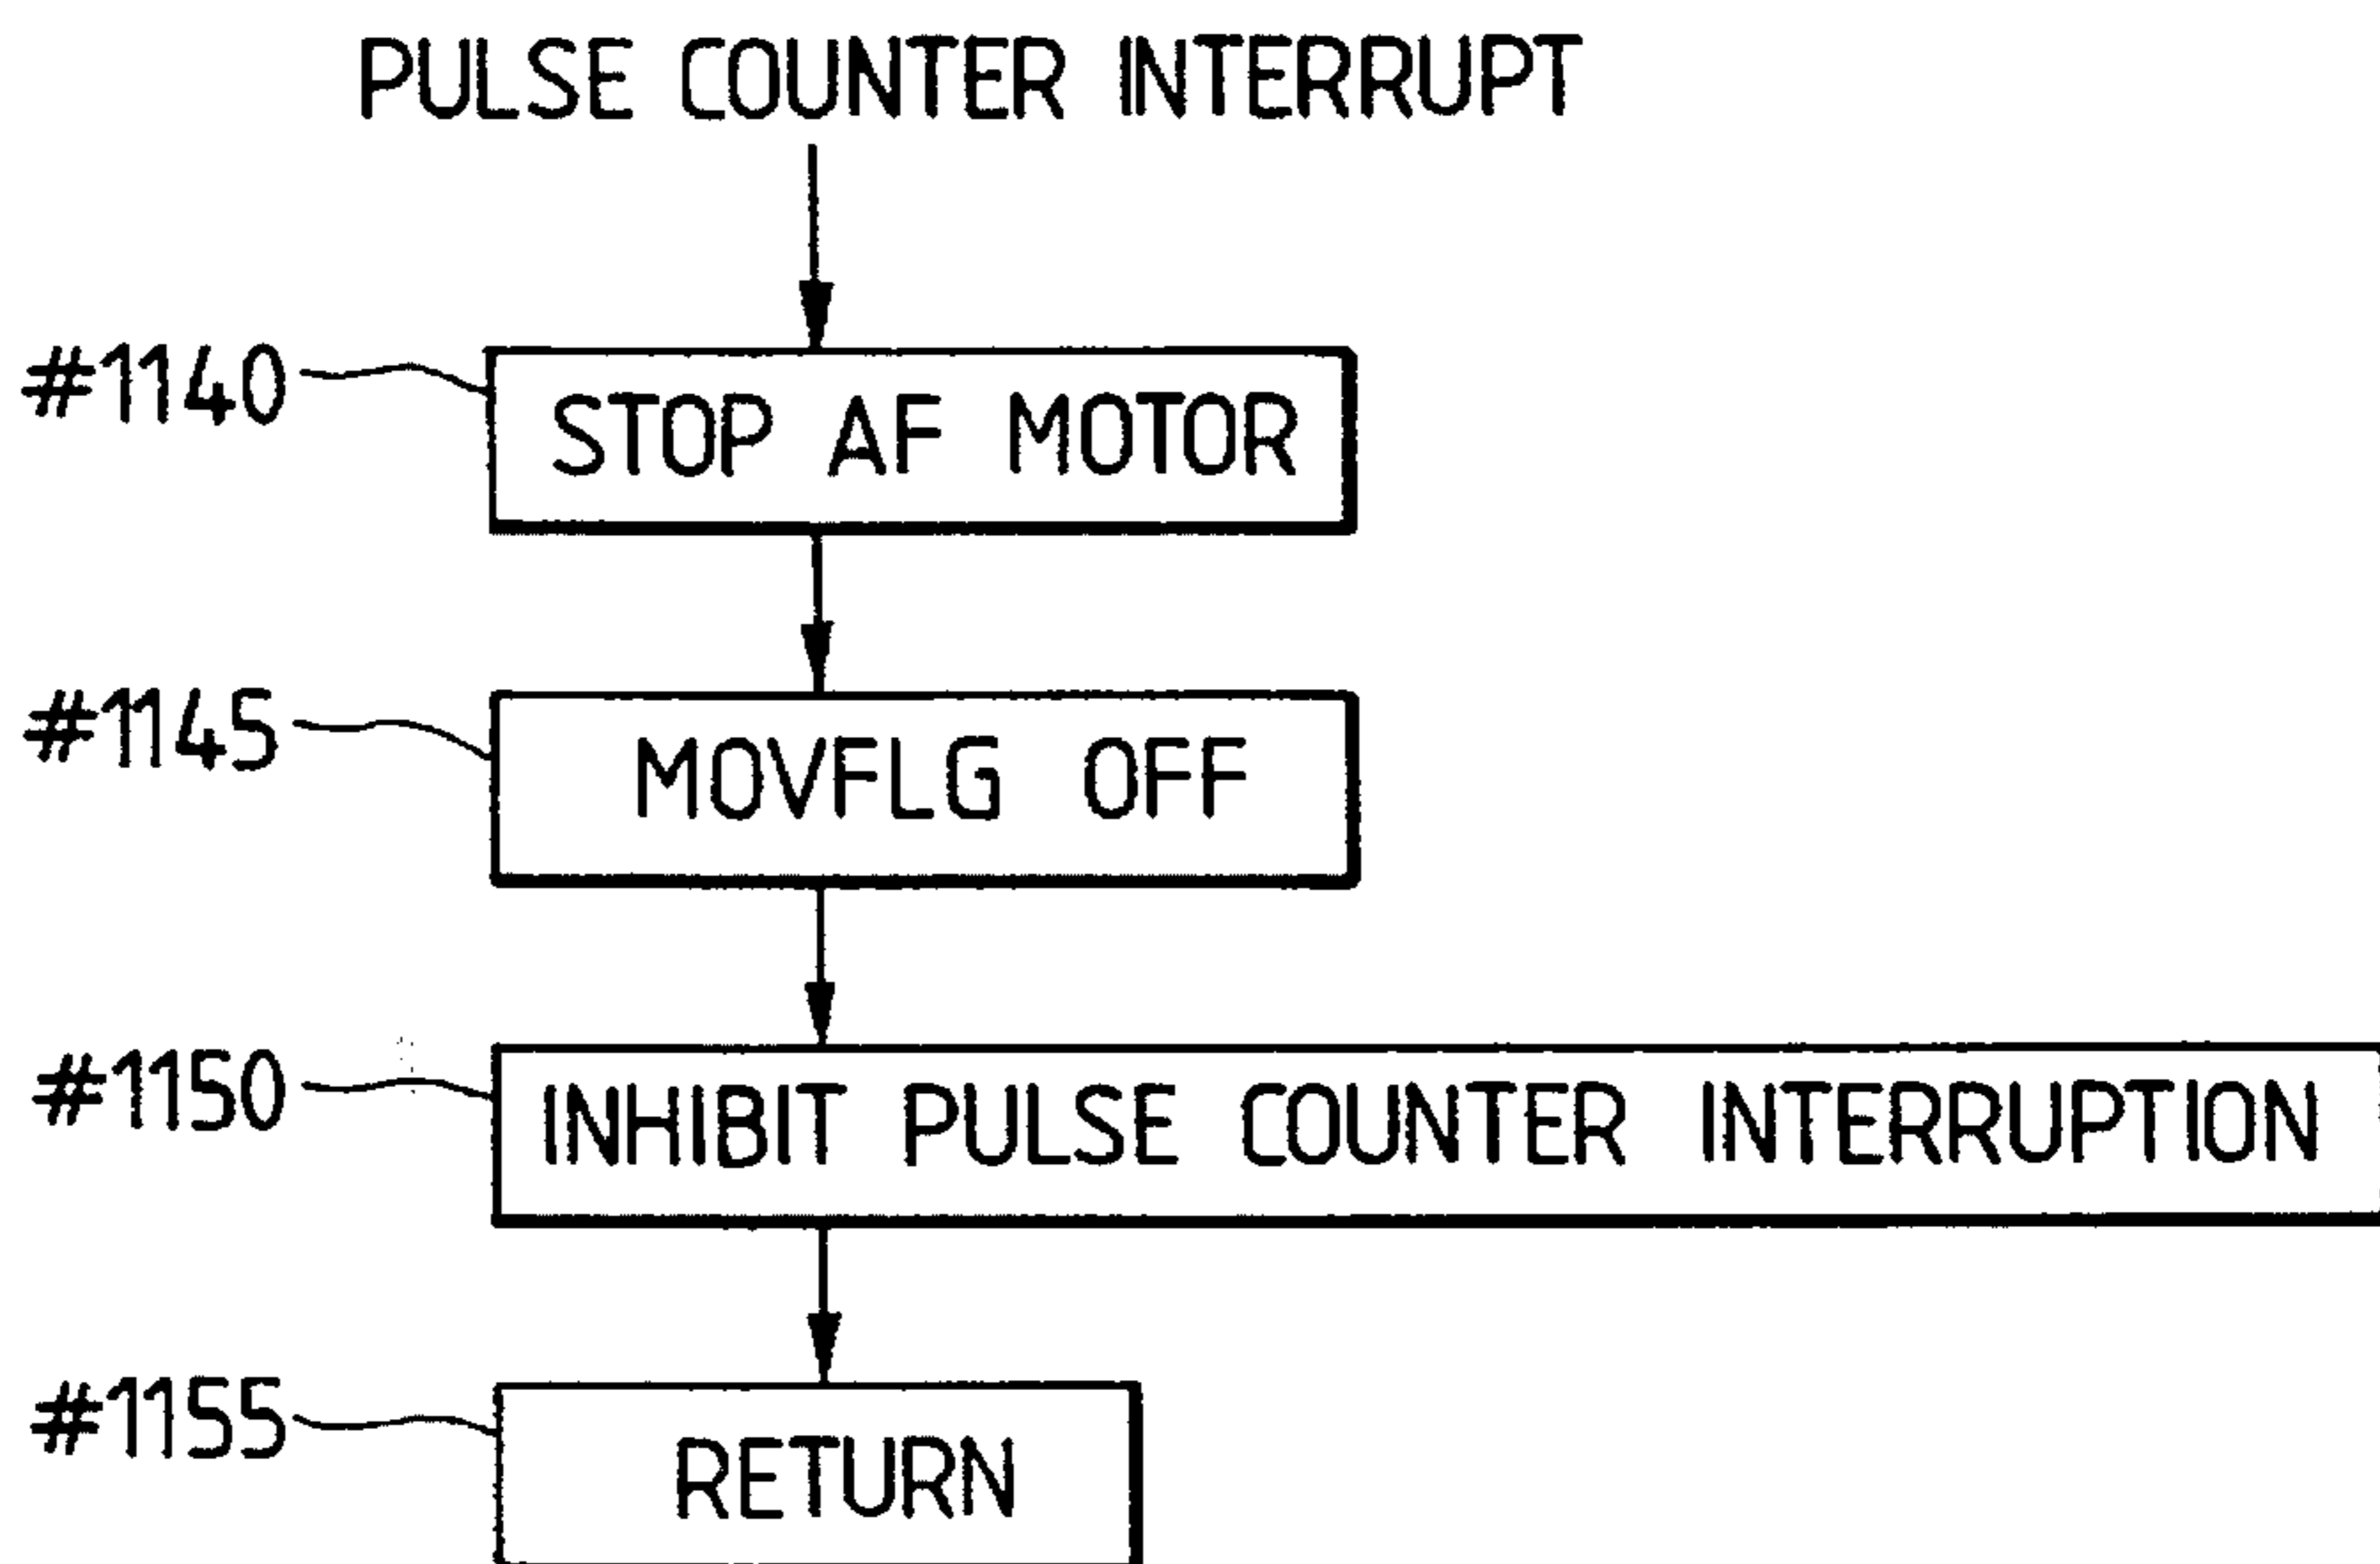 PULSE COUNTER INTERRUPT
#1140 STOP AF MOTOR
#1145 MOVFLG OFF
#1150 INHIBIT PULSE COUNTER INTERRUPTION
#1155 RETURN